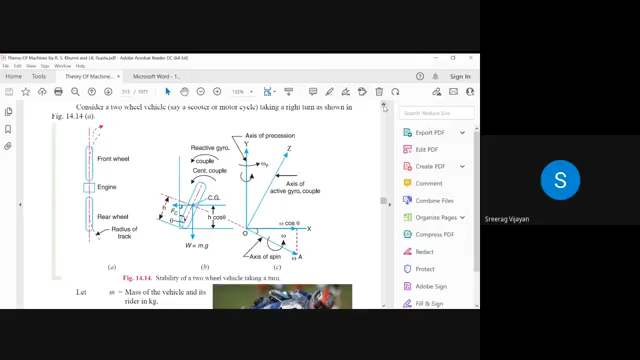 Theory Of Machines by R. S. Khurmi and J.K. Gupta.pdf - Adobe Acrobat Reader DC (64-bit)
File Edit View Sign Window Help
Home Tools Theory Of Machine... Microsoft Word - 1... Sign In
513 / 1071
Consider a two wheel vehicle (say a scooter or motor cycle) taking a right turn as shown in
Fig. 14.14 (a).
Front wheel
Engine
Rear wheel
Radius of
track
Reactive gyro.
couple
Cent. couple
C.G.
h
F_C
θ
h cosθ
W = m.g
Axis of precession
Y
Z
ω_P
Axis of
active gyro, couple
ω cos θ
O
X
ω
A
Axis of spin
(a) (b) (c)
Fig. 14.14. Stability of a two wheel vehicle taking a turn.
Let m = Mass of the vehicle and its
rider in kg.
Search 'Reduce Size'
Export PDF
Edit PDF
Create PDF
Comment
Combine Files
Organize Pages
Compress PDF
Redact
Protect
Adobe Sign
Fill & Sign
S
Sreerag Vijayan